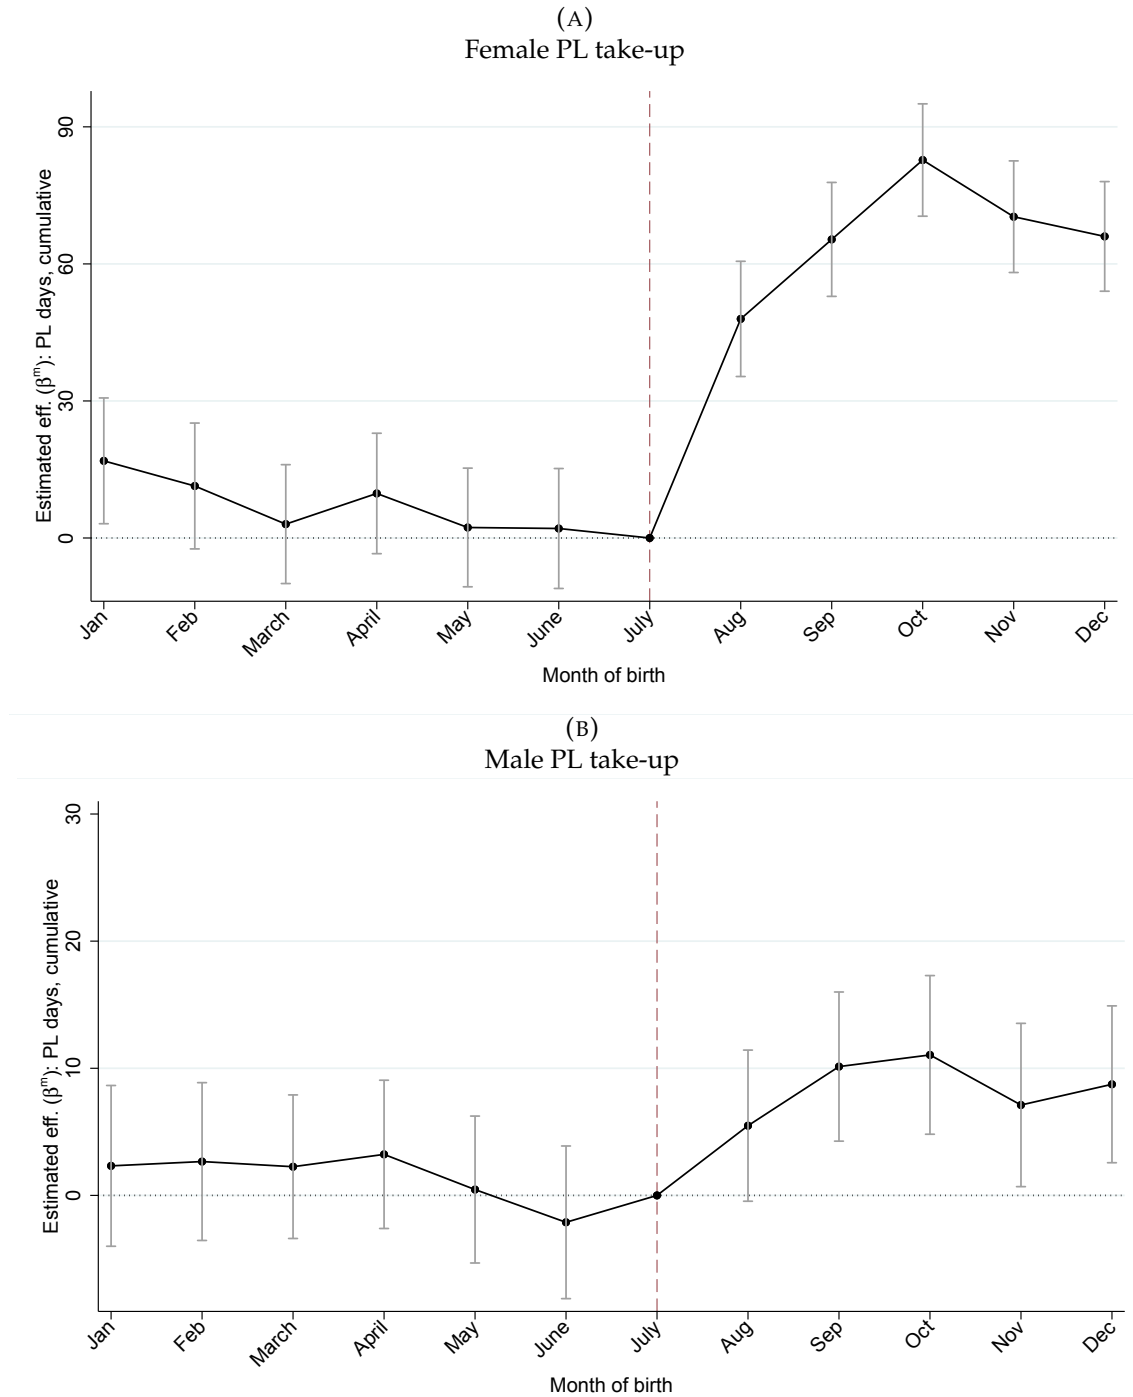 (A)
Female PL take-up
Estimated eff. (βᵐ): PL days, cumulative
90
60
30
0
Jan Feb March April May June July Aug Sep Oct Nov Dec
Month of birth
(B)
Male PL take-up
Estimated eff. (βᵐ): PL days, cumulative
30
20
10
0
Jan Feb March April May June July Aug Sep Oct Nov Dec
Month of birth